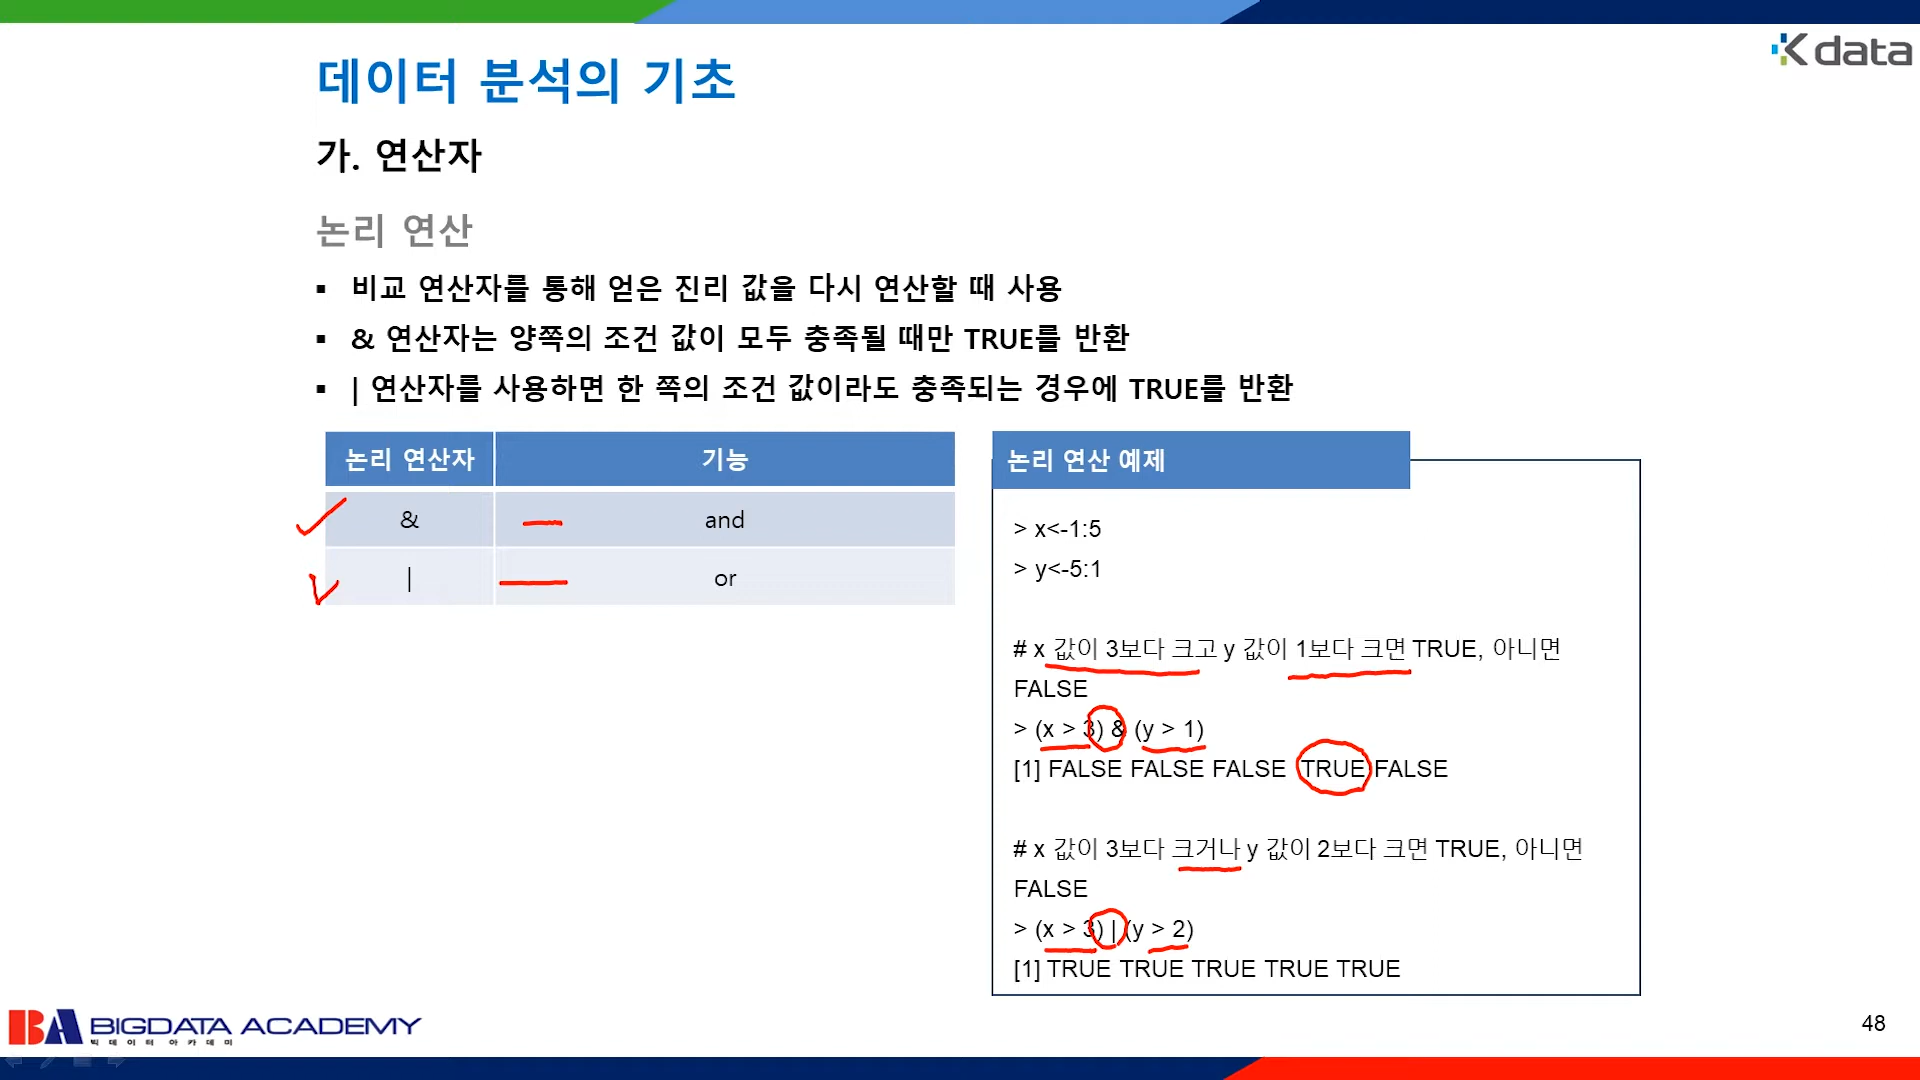 Kdata
데이터 분석의 기초
가. 연산자
논리 연산
▪ 비교 연산자를 통해 얻은 진리 값을 다시 연산할 때 사용
▪ & 연산자는 양쪽의 조건 값이 모두 충족될 때만 TRUE를 반환
▪ | 연산자를 사용하면 한 쪽의 조건 값이라도 충족되는 경우에 TRUE를 반환
논리 연산자 기능
& and
| or
논리 연산 예제
> x<-1:5
> y<-5:1
# x 값이 3보다 크고 y 값이 1보다 크면 TRUE, 아니면
FALSE
> (x > 3) & (y > 1)
[1] FALSE FALSE FALSE TRUE FALSE
# x 값이 3보다 크거나 y 값이 2보다 크면 TRUE, 아니면
FALSE
> (x > 3) | (y > 2)
[1] TRUE TRUE TRUE TRUE TRUE
BA BIGDATA ACADEMY
빅데이터 아카데미
48